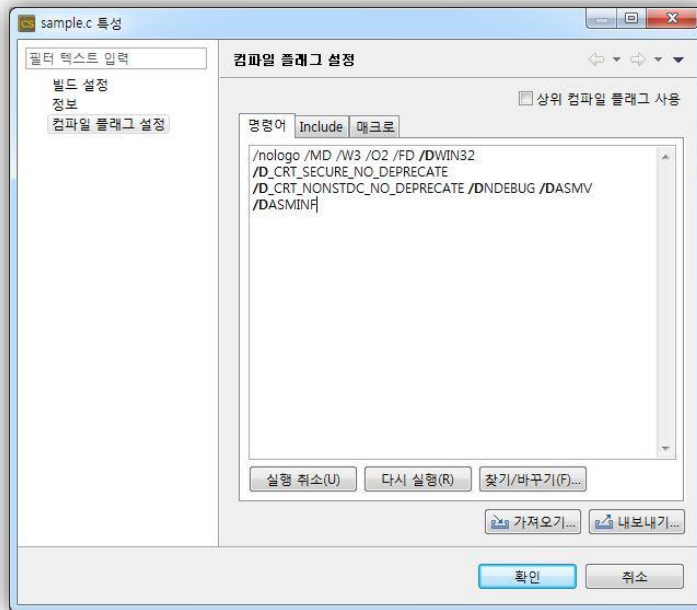 CS sample.c 특성
필터 텍스트 입력
빌드 설정
정보
컴파일 플래그 설정
컴파일 플래그 설정
상위 컴파일 플래그 사용
명령어 Include 매크로
/nologo /MD /W3 /O2 /FD /DWIN32
/D_CRT_SECURE_NO_DEPRECATE
/D_CRT_NONSTDC_NO_DEPRECATE /DNDEBUG /DASMV
/DASMINF
실행 취소(U) 다시 실행(R) 찾기/바꾸기(F)...
가져오기... 내보내기...
확인 취소